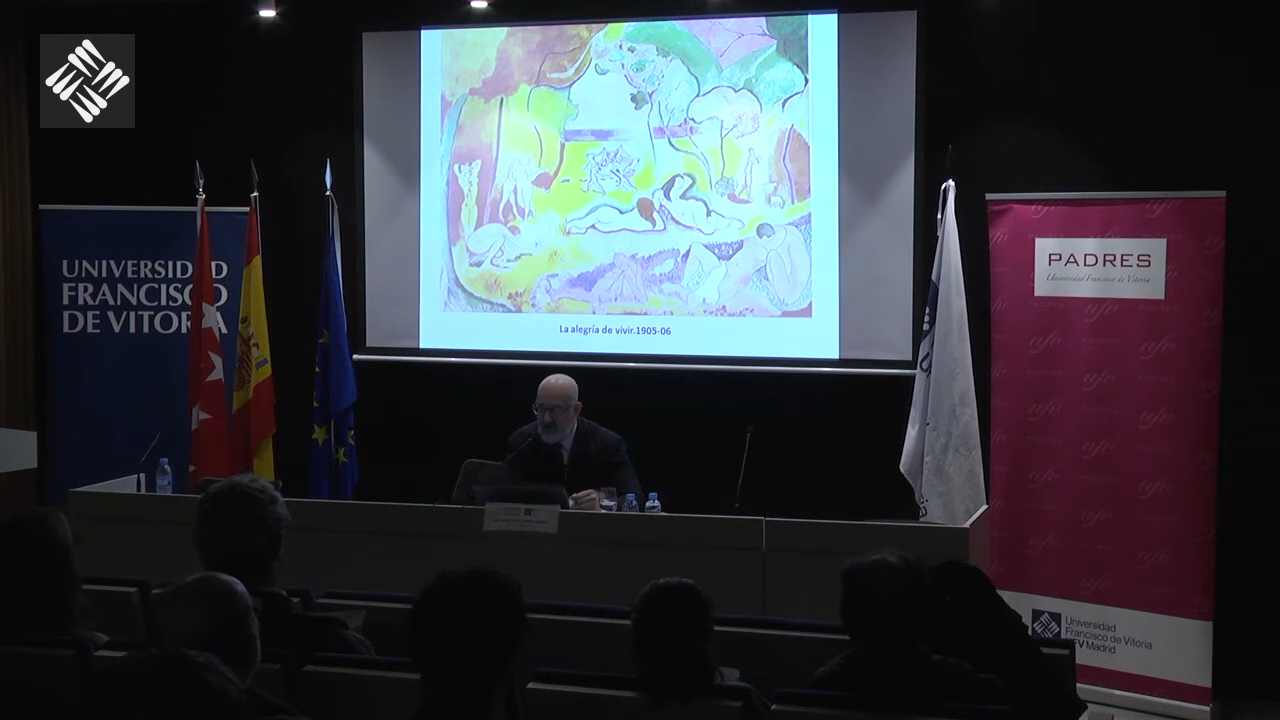 UNIVERSIDAD
FRANCISCO
DE VITORIA
La alegría de vivir.1905-06
PADRES
Universidad Francisco de Vitoria
Universidad
Francisco de Vitoria
UFV Madrid